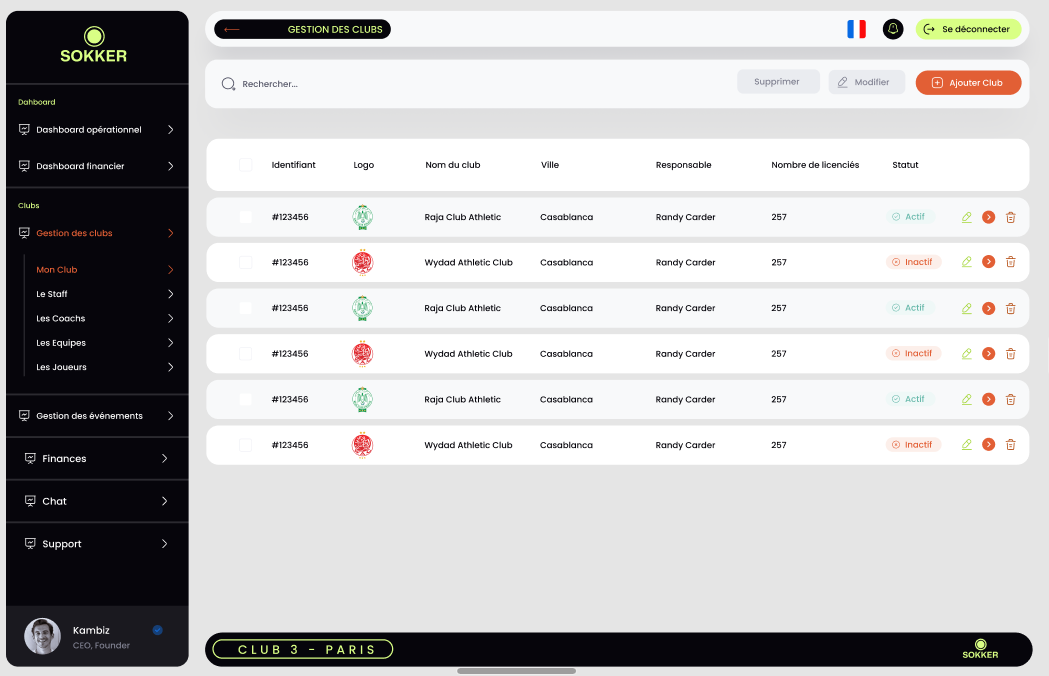 SOKKER
Dahboard
Dashboard opérationnel
Dashboard financier
Clubs
Gestion des clubs
Mon Club
Le Staff
Les Coachs
Les Equipes
Les Joueurs
Gestion des événements
Finances
Chat
Support
Kambiz
CEO, Founder
GESTION DES CLUBS
Se déconnecter
Rechercher...
Supprimer
Modifier
Ajouter Club
Identifiant Logo Nom du club Ville Responsable Nombre de licenciés Statut
#123456 Raja Club Athletic Casablanca Randy Carder 257 Actif
#123456 Wydad Athletic Club Casablanca Randy Carder 257 Inactif
#123456 Raja Club Athletic Casablanca Randy Carder 257 Actif
#123456 Wydad Athletic Club Casablanca Randy Carder 257 Inactif
#123456 Raja Club Athletic Casablanca Randy Carder 257 Actif
#123456 Wydad Athletic Club Casablanca Randy Carder 257 Inactif
CLUB 3 - PARIS
SOKKER